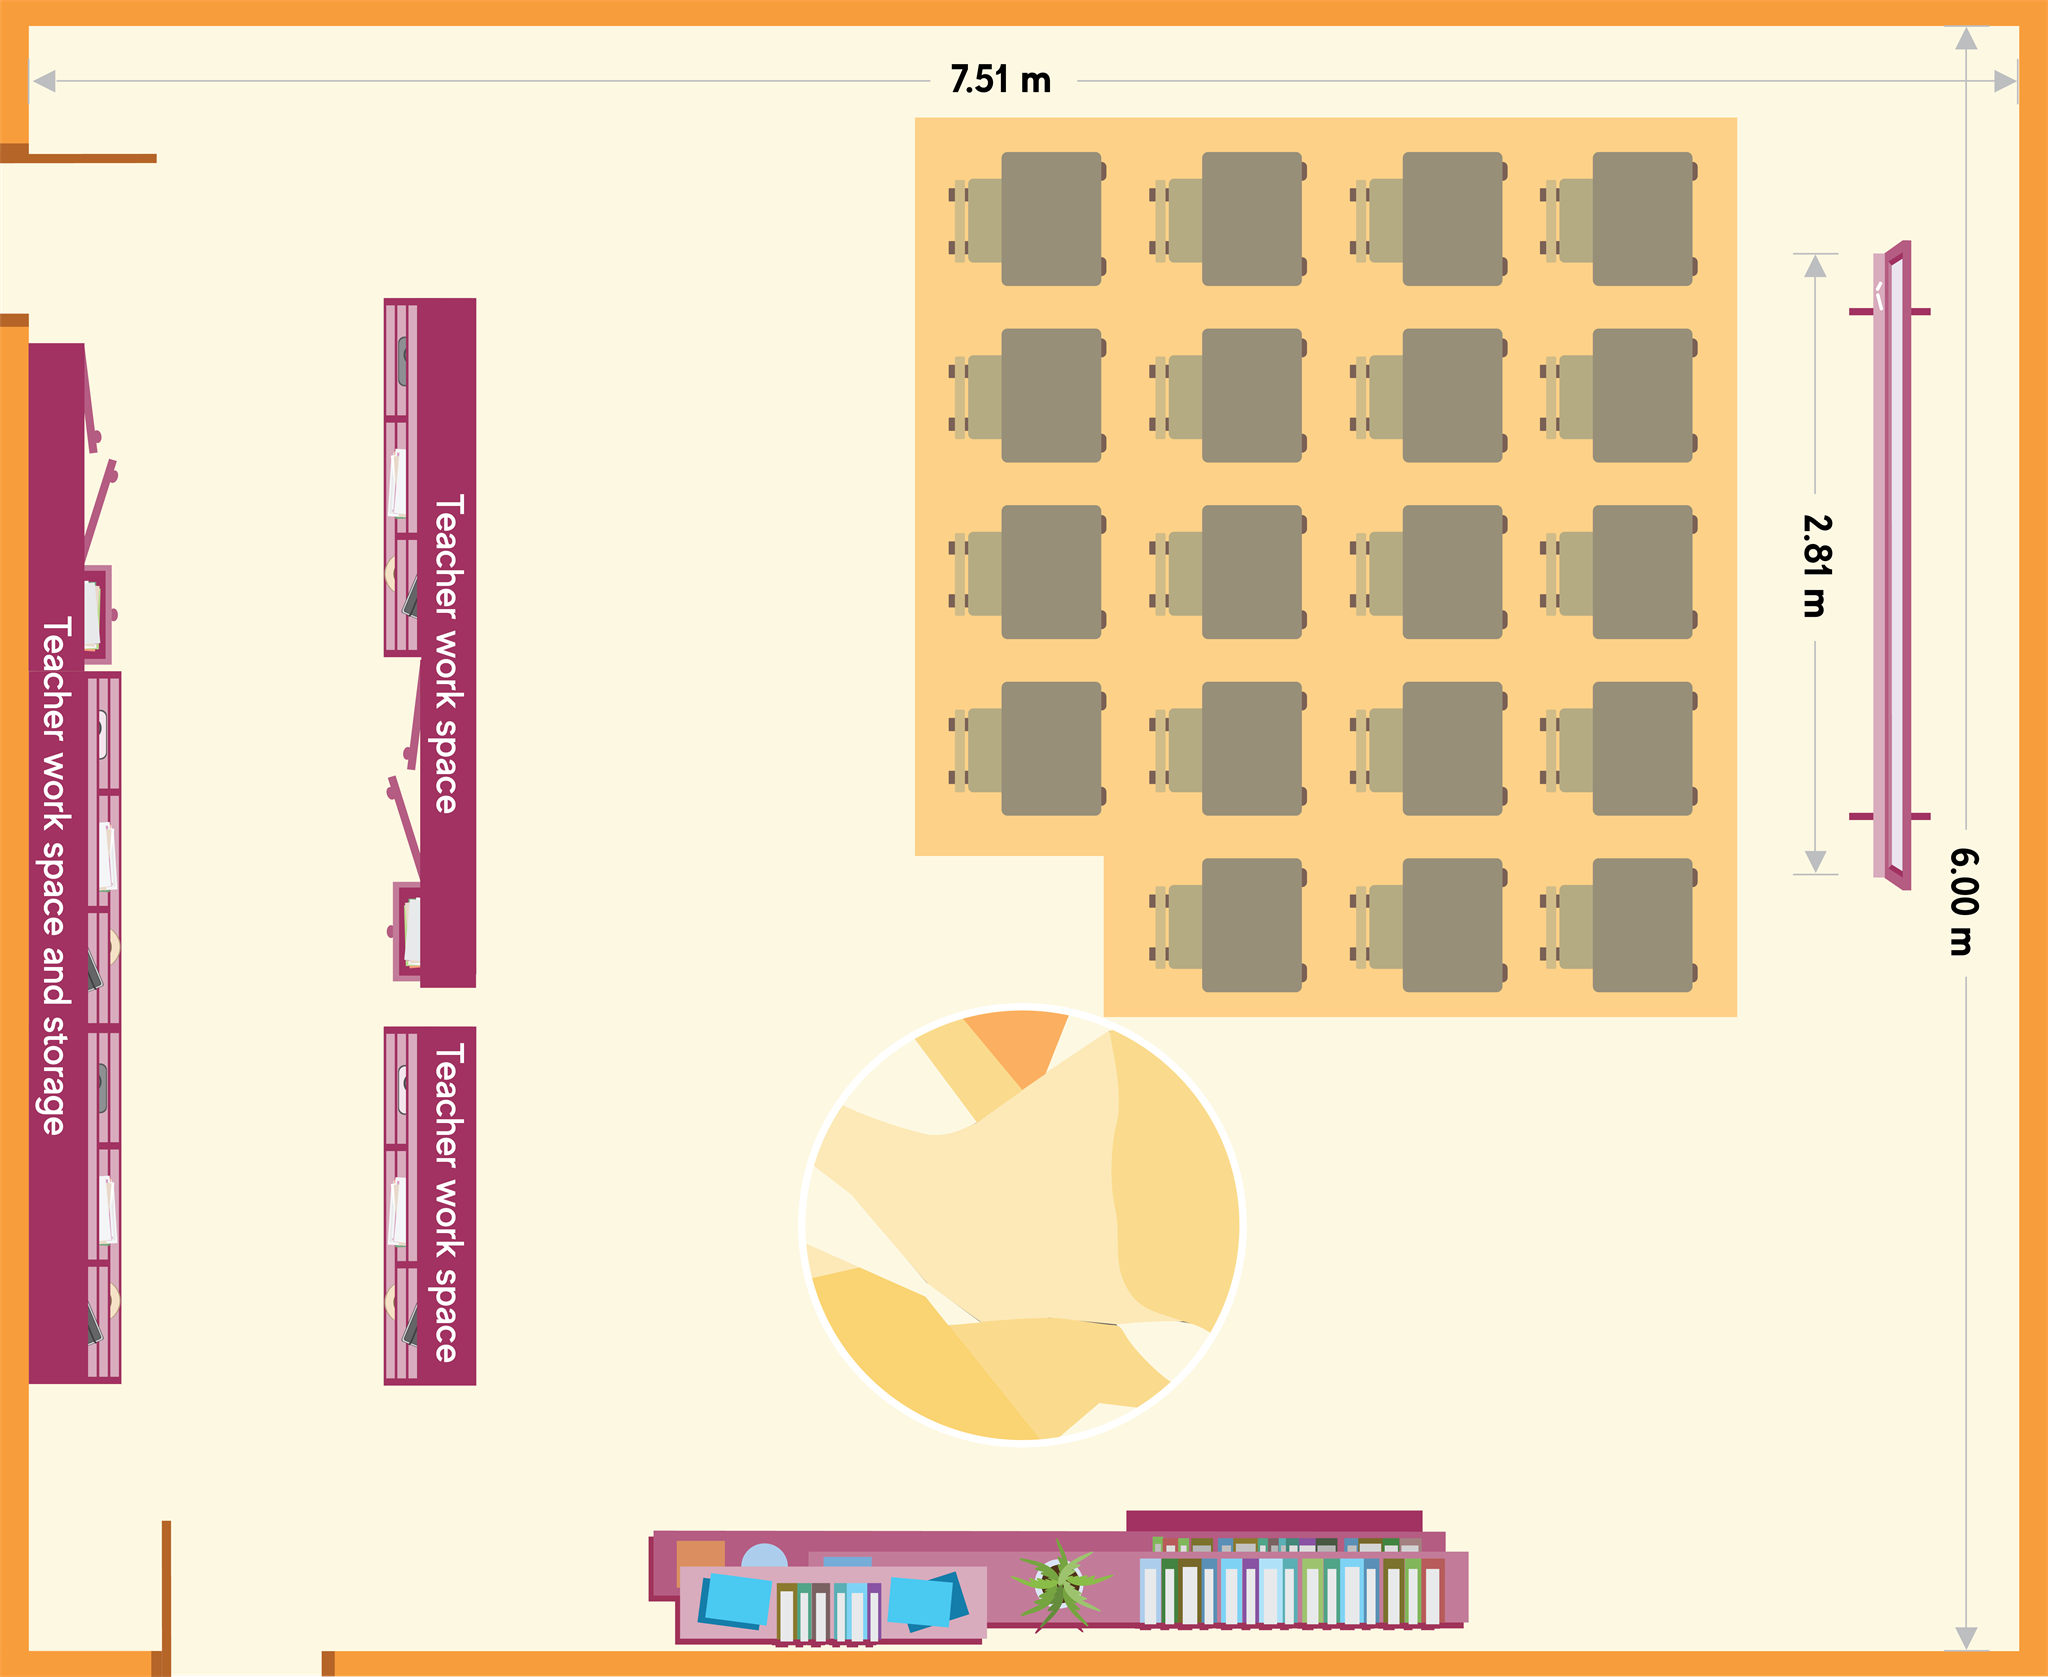 7.51 m
Teacher work space
2.81 m
Teacher work space and storage
6.00 m
Teacher work space